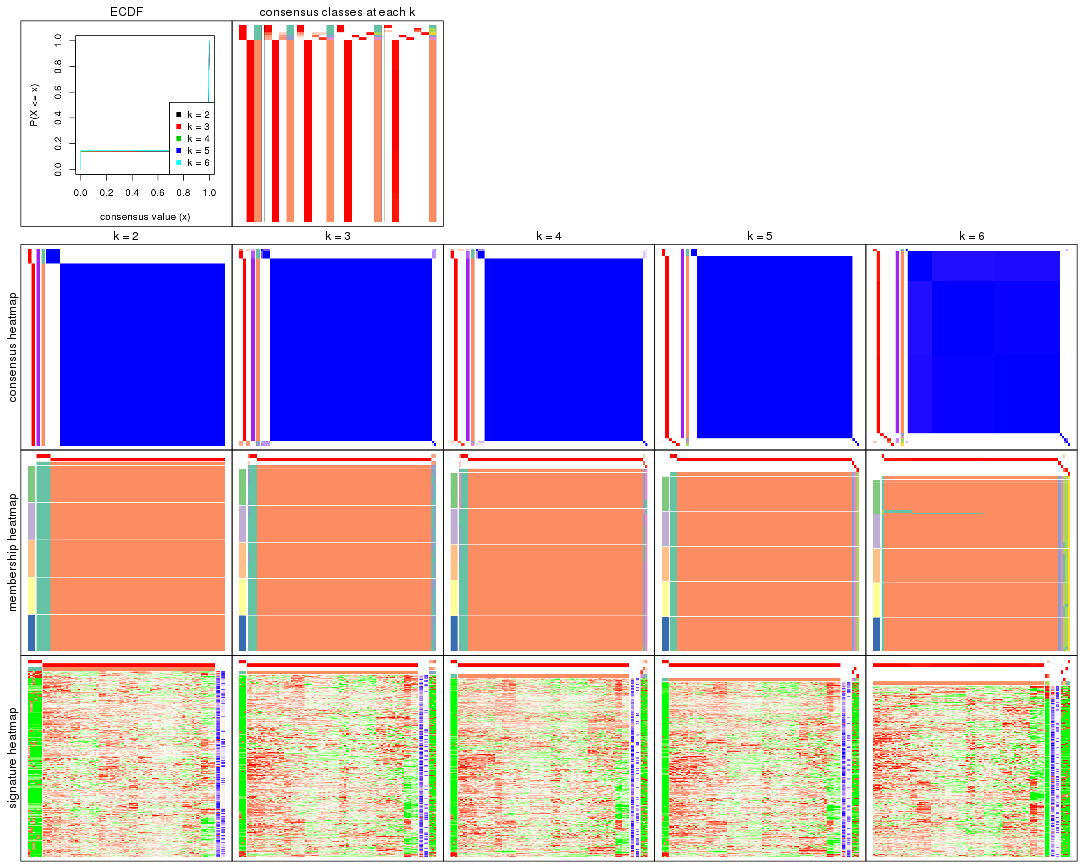 ECDF
consensus classes at each k
P(X <= x)
1.0
0.8
0.6
0.4
0.2
0.0
k = 2
k = 3
k = 4
k = 5
k = 6
0.0 0.2 0.4 0.6 0.8 1.0
consensus value (x)
k = 2 k = 3 k = 4 k = 5 k = 6
consensus heatmap
membership heatmap
signature heatmap